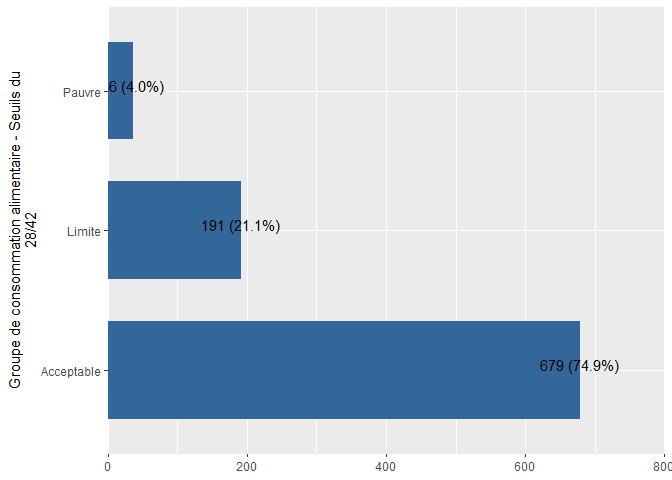 Groupe de consommation alimentaire - Seuils du
28/42
Pauvre
6 (4.0%)
Limite
191 (21.1%)
Acceptable
679 (74.9%)
0
200
400
600
800